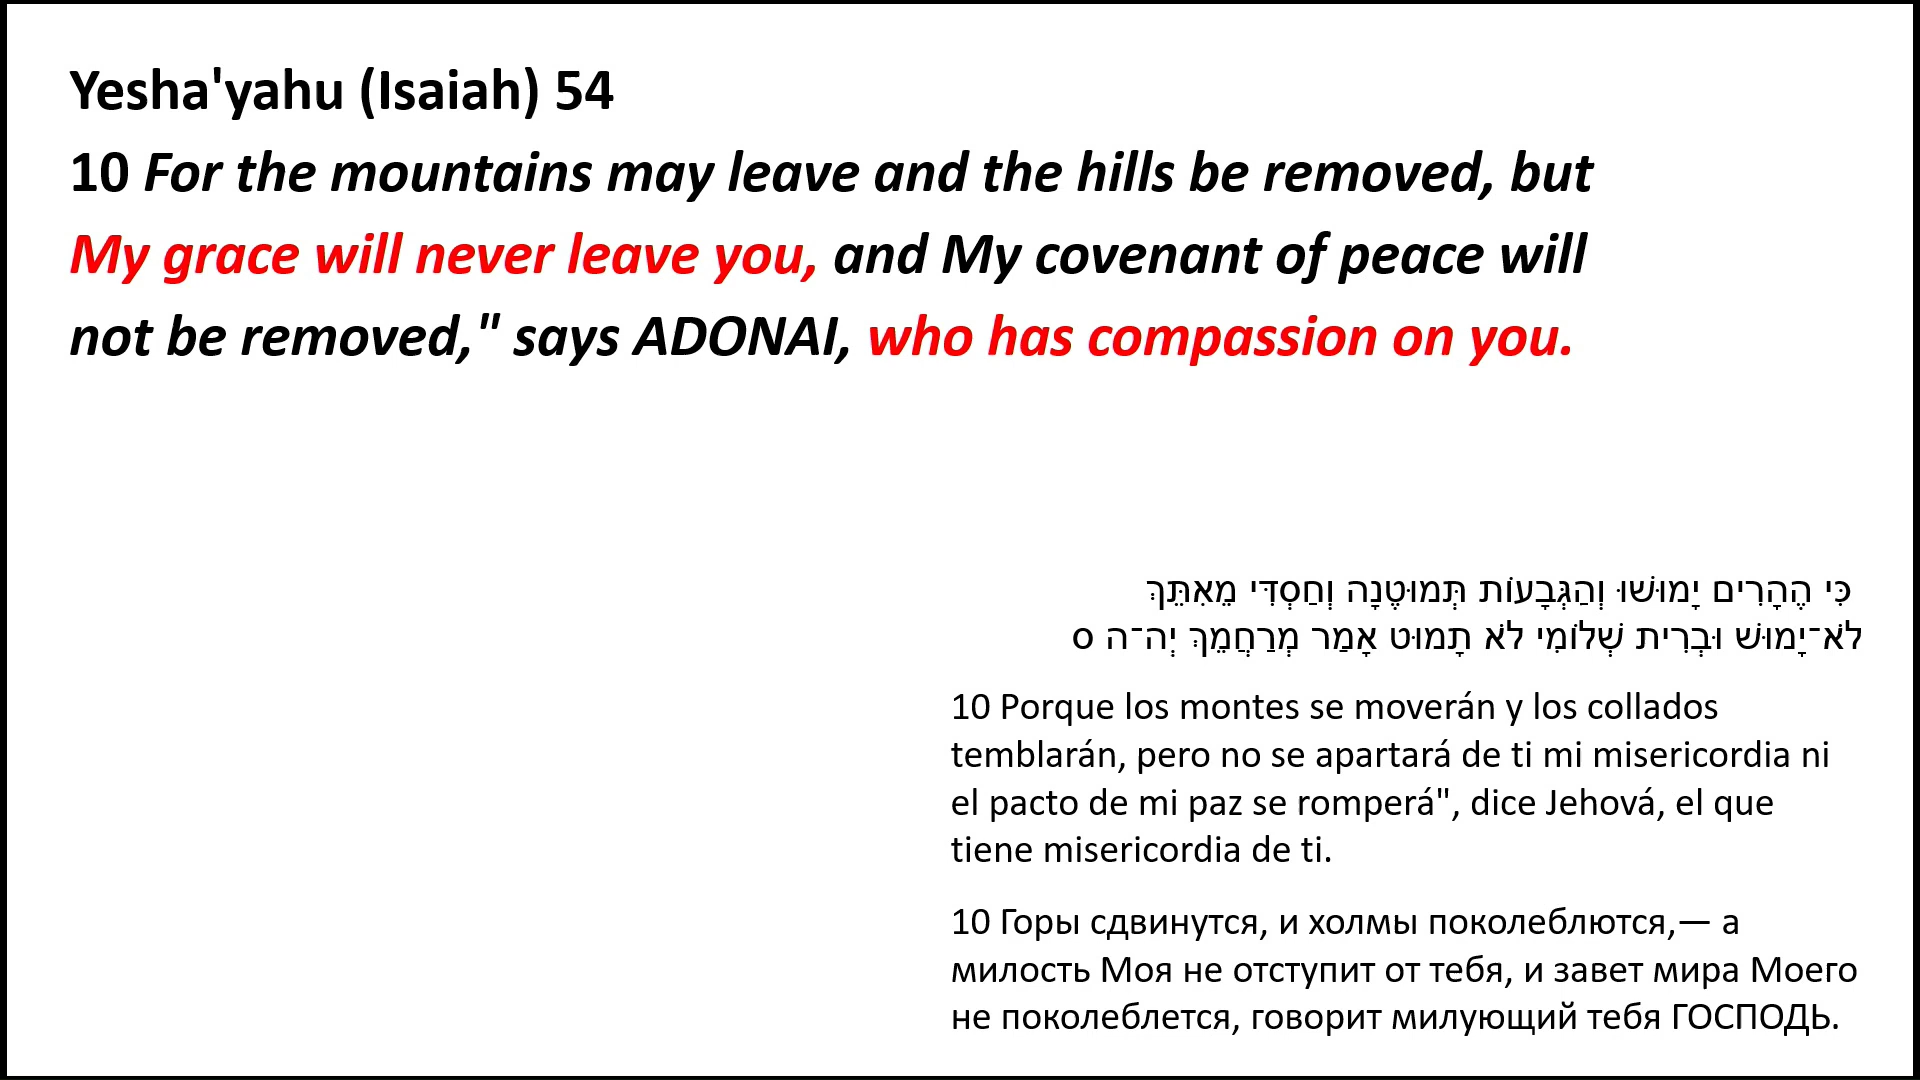 Yesha'yahu (Isaiah) 54
10 For the mountains may leave and the hills be removed, but
My grace will never leave you, and My covenant of peace will
not be removed," says ADONAI, who has compassion on you.
כִּי הֶהָרִים יָמוּשׁוּ וְהַגְּבָעוֹת תְּמוּטֶנָה וְחַסְדִּי מֵאִתֵּךְ
לֹא־יָמוּשׁ וּבְרִית שְׁלוֹמִי לֹא תָמוּט אָמַר מְרַחֲמֵךְ יְה־ה ס
10 Porque los montes se moverán y los collados
temblarán, pero no se apartará de ti mi misericordia ni
el pacto de mi paz se romperá", dice Jehová, el que
tiene misericordia de ti.
10 Горы сдвинутся, и холмы поколеблются,— а
милость Моя не отступит от тебя, и завет мира Моего
не поколеблется, говорит милующий тебя ГОСПОДЬ.